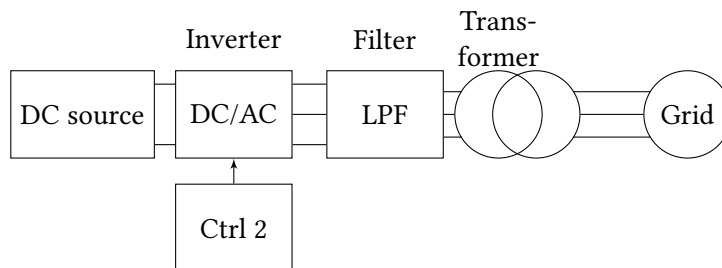 Trans-
former
Inverter
Filter
DC source
DC/AC
LPF
Grid
Ctrl 2